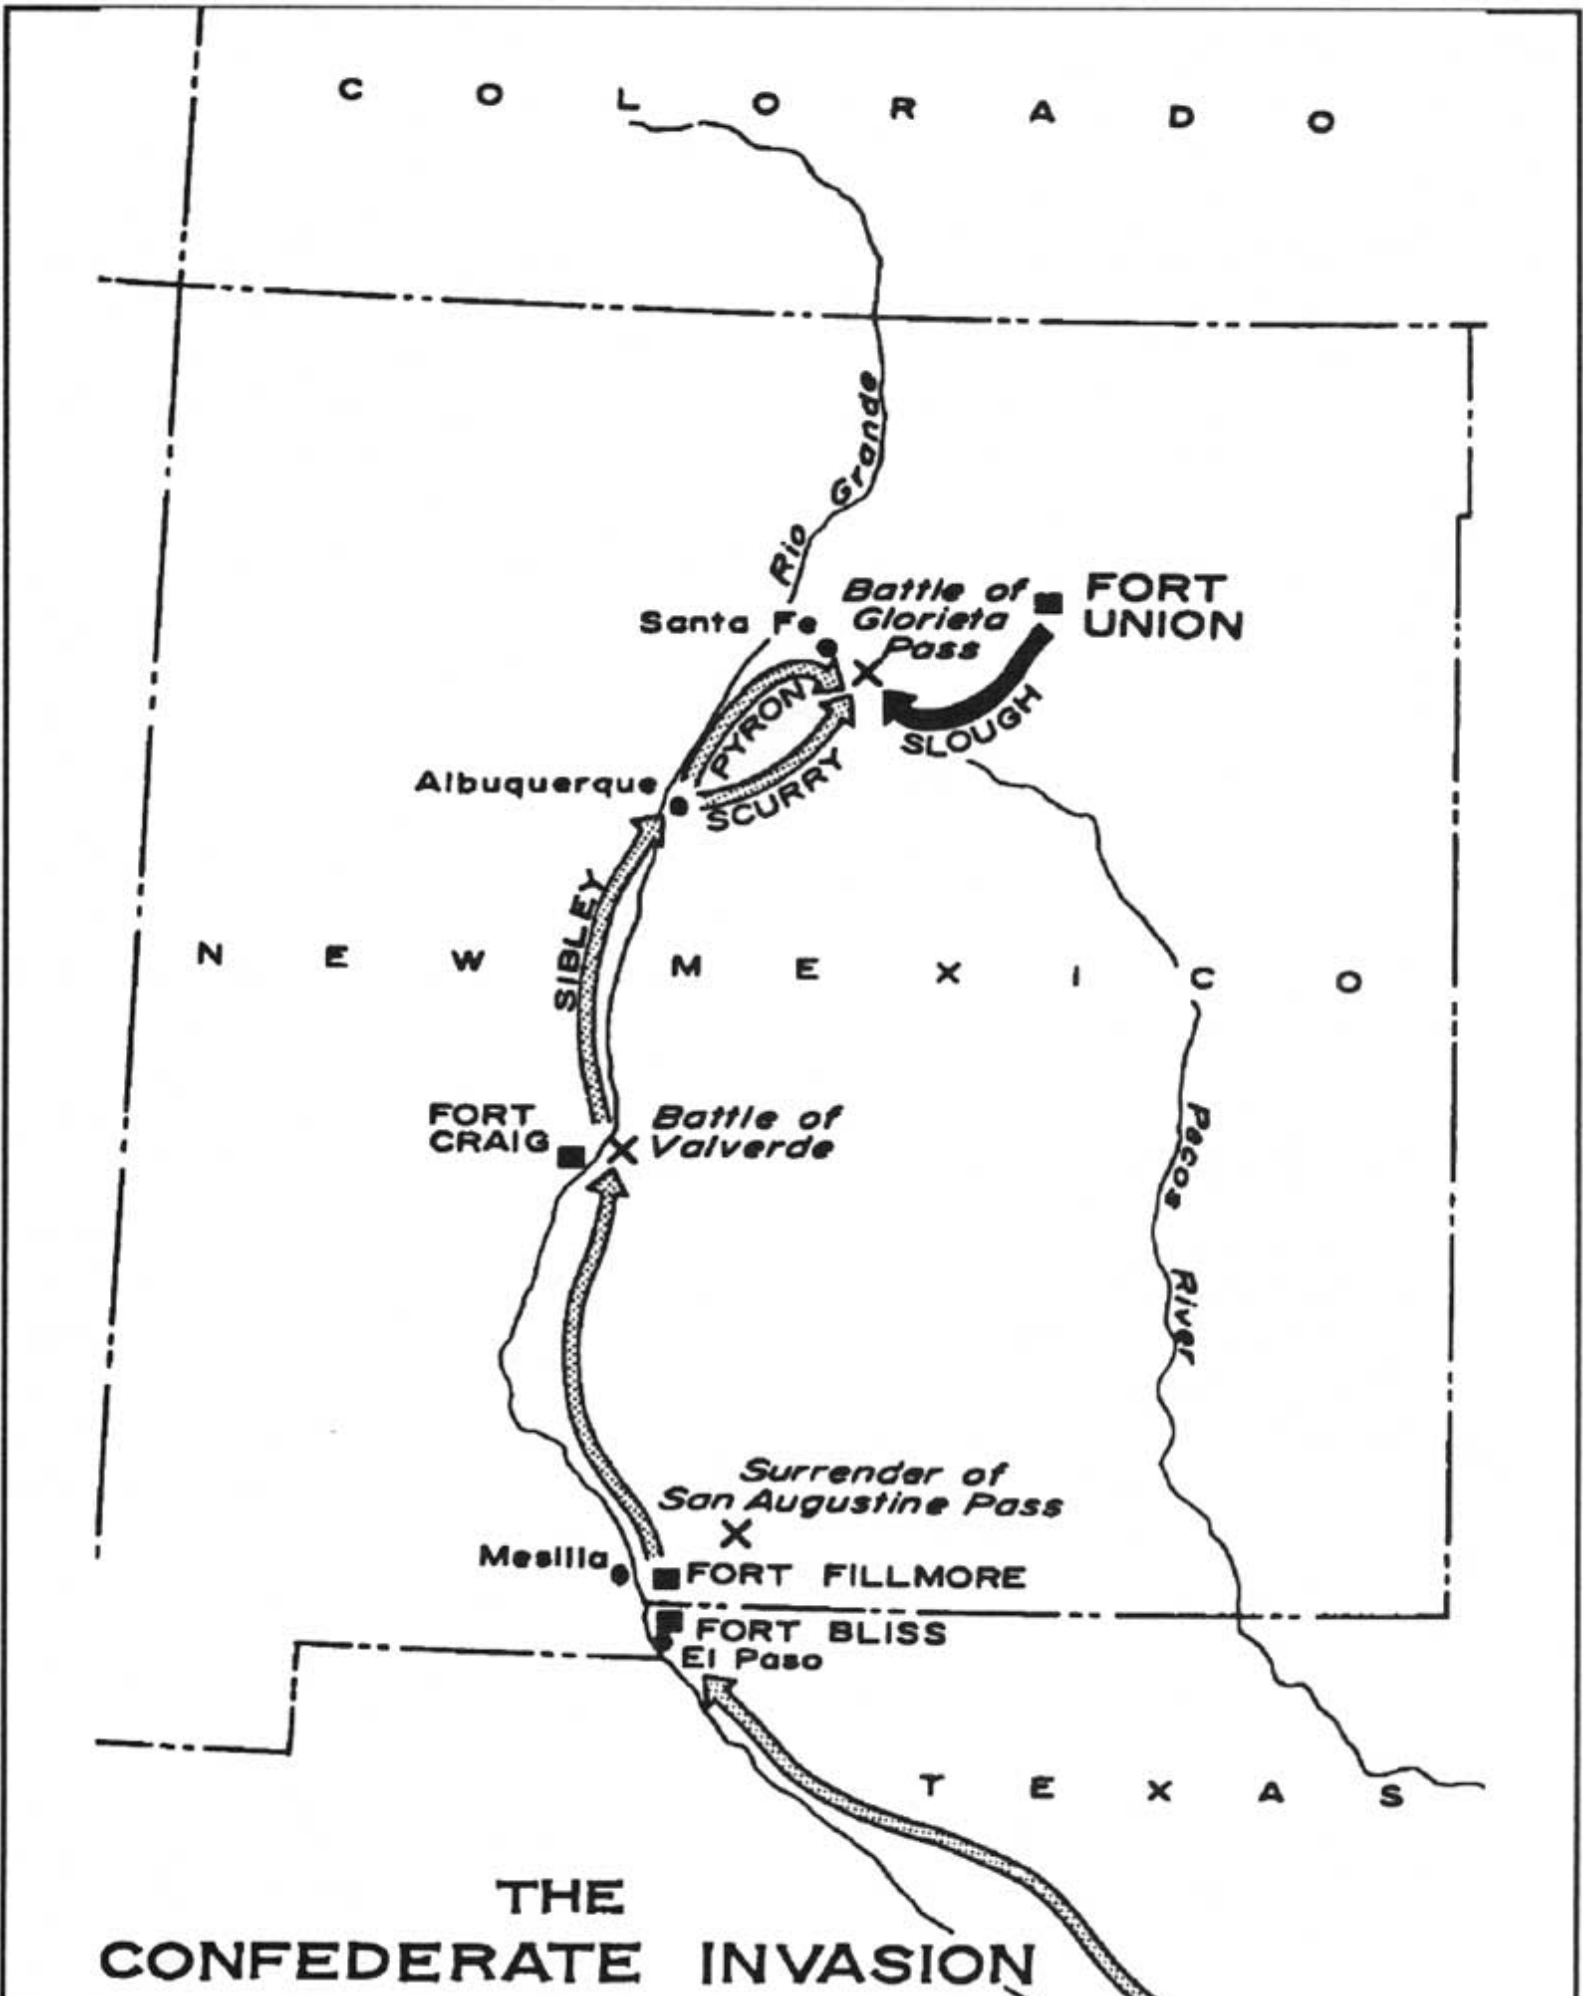 COLORADO
Rio Grande
Battle of
Glorieta
Pass
FORT
UNION
Santa Fe
PYRON
SLOUGH
SCURRY
Albuquerque
SIBLEY
NEW MEXICO
FORT
CRAIG
Battle of
Valverde
Pecos River
Surrender of
San Augustine Pass
Mesilla
FORT FILLMORE
FORT BLISS
El Paso
TEXAS
THE
CONFEDERATE INVASION